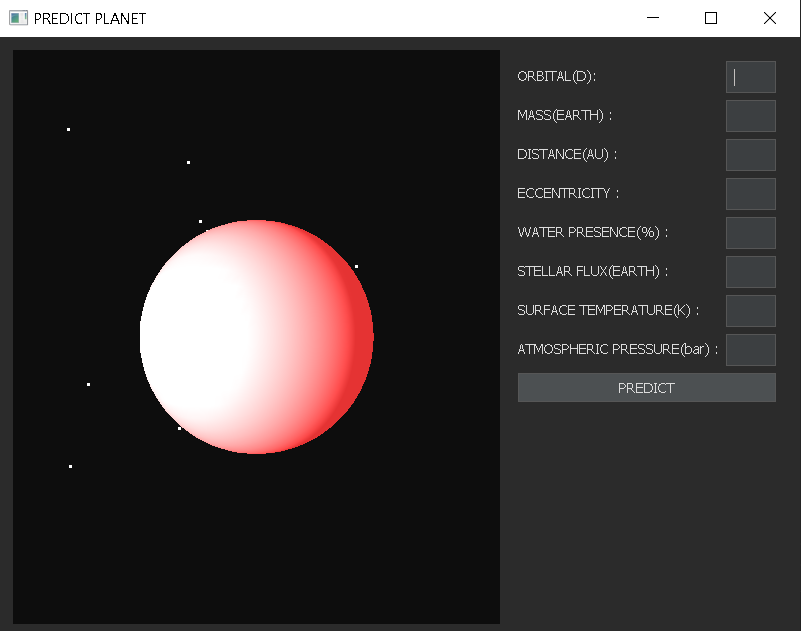 PREDICT PLANET
ORBITAL(D):
MASS(EARTH) :
DISTANCE(AU) :
ECCENTRICITY :
WATER PRESENCE(%) :
STELLAR FLUX(EARTH) :
SURFACE TEMPERATURE(K) :
ATMOSPHERIC PRESSURE(bar) :
PREDICT